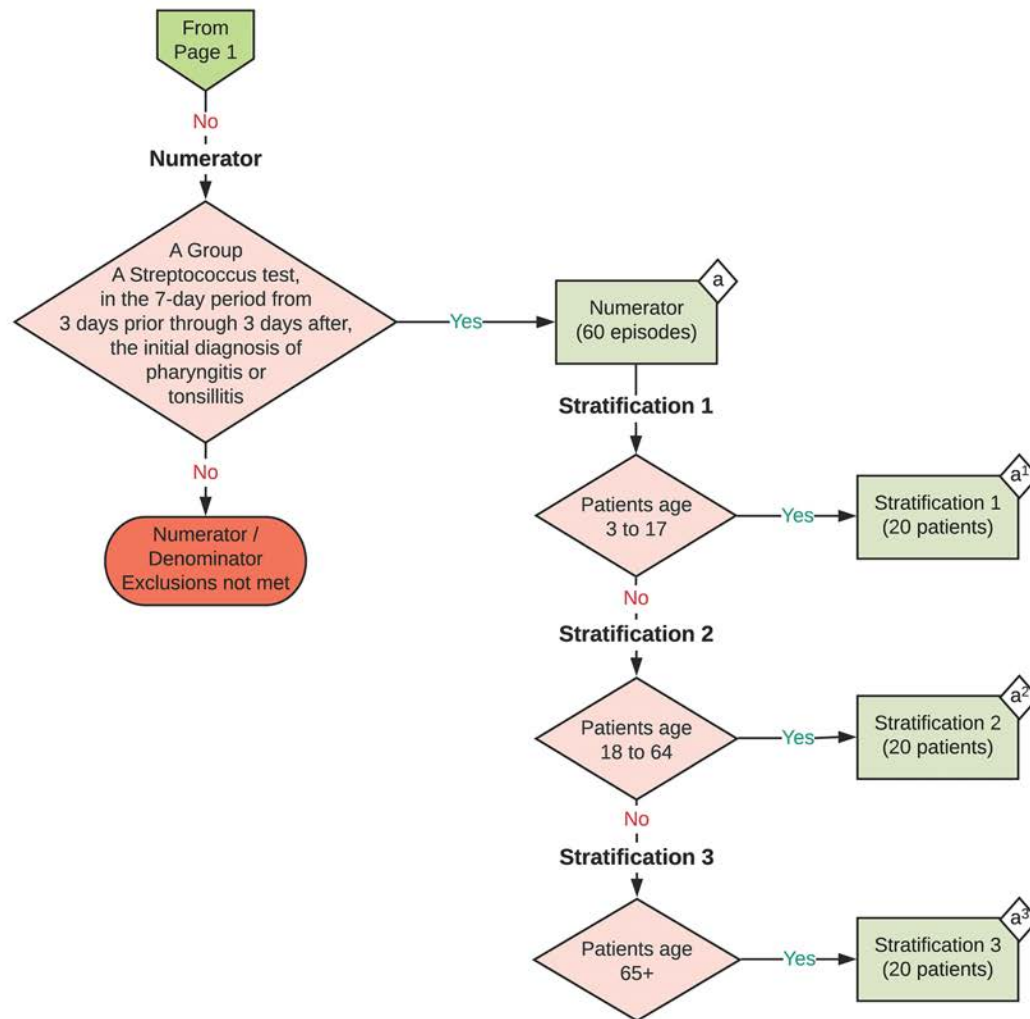 From
Page 1
No
Numerator
A Group
A Streptococcus test,
in the 7-day period from
3 days prior through 3 days after,
the initial diagnosis of
pharyngitis or
tonsillitis
Yes
a
Numerator
(60 episodes)
No
Numerator /
Denominator
Exclusions not met
Stratification 1
Patients age
3 to 17
Yes
a¹
Stratification 1
(20 patients)
No
Stratification 2
Patients age
18 to 64
Yes
a²
Stratification 2
(20 patients)
No
Stratification 3
Patients age
65+
Yes
a³
Stratification 3
(20 patients)